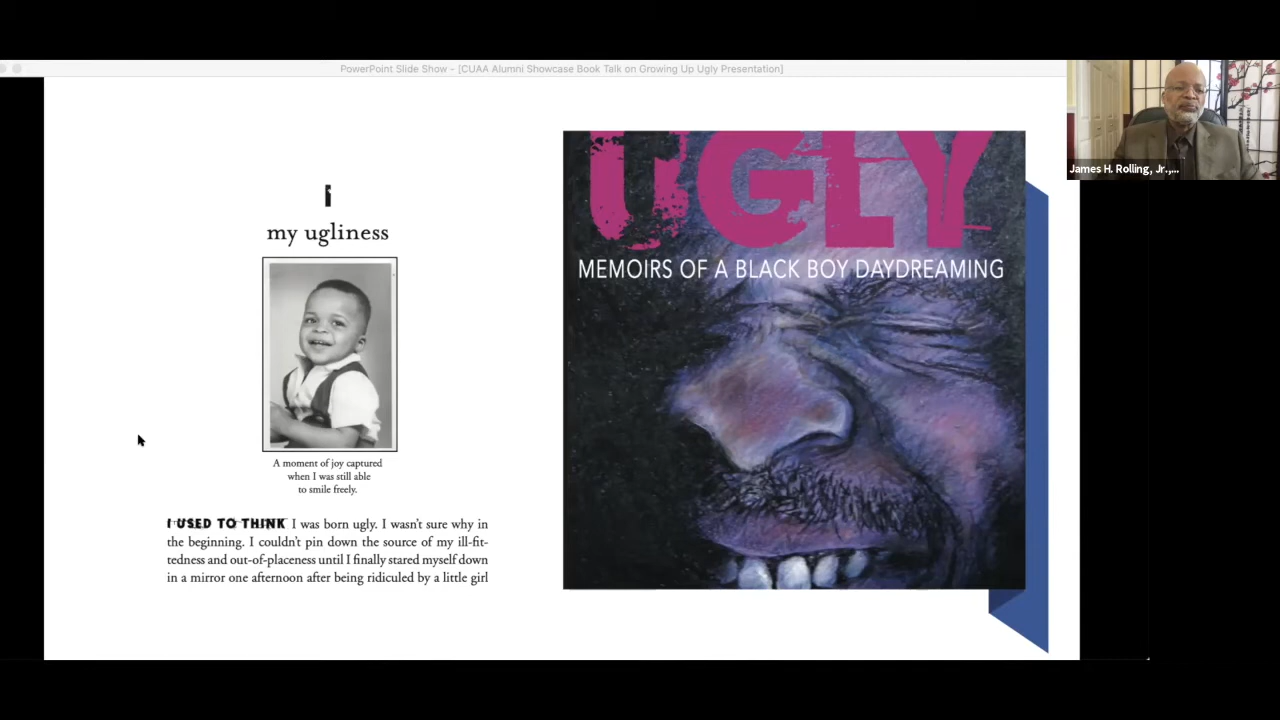 PowerPoint Slide Show - [CUAA Alumni Showcase Book Talk on Growing Up Ugly Presentation]
James H. Rolling, Jr.,...
1
my ugliness
A moment of joy captured
when I was still able
to smile freely.
I USED TO THINK I was born ugly. I wasn't sure why in
the beginning. I couldn't pin down the source of my ill-fit-
tedness and out-of-placeness until I finally stared myself down
in a mirror one afternoon after being ridiculed by a little girl
UGLY
MEMOIRS OF A BLACK BOY DAYDREAMING